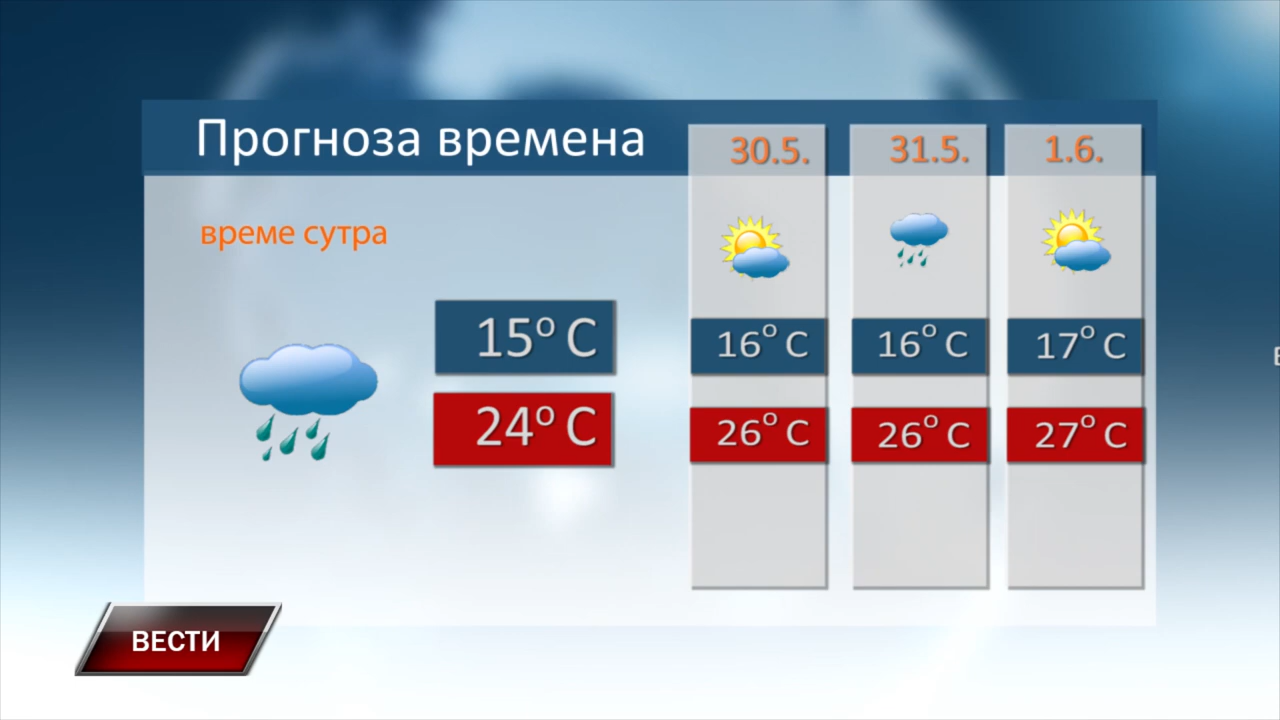 Прогноза времена
30.5. 31.5. 1.6.
време сутра
15° C
24° C
16° C 16° C 17° C
26° C 26° C 27° C
ВЕСТИ